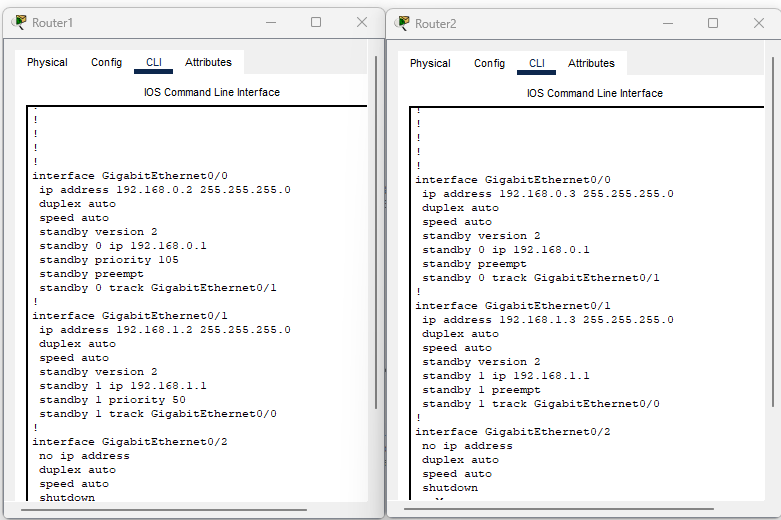 Router1
Physical Config CLI Attributes
IOS Command Line Interface
!
!
!
!
!
interface GigabitEthernet0/0
ip address 192.168.0.2 255.255.255.0
duplex auto
speed auto
standby version 2
standby 0 ip 192.168.0.1
standby priority 105
standby preempt
standby 0 track GigabitEthernet0/1
!
interface GigabitEthernet0/1
ip address 192.168.1.2 255.255.255.0
duplex auto
speed auto
standby version 2
standby 1 ip 192.168.1.1
standby 1 priority 50
standby 1 track GigabitEthernet0/0
!
interface GigabitEthernet0/2
no ip address
duplex auto
speed auto
shutdown
Router2
Physical Config CLI Attributes
IOS Command Line Interface
!
!
!
!
!
interface GigabitEthernet0/0
ip address 192.168.0.3 255.255.255.0
duplex auto
speed auto
standby version 2
standby 0 ip 192.168.0.1
standby preempt
standby 0 track GigabitEthernet0/1
!
interface GigabitEthernet0/1
ip address 192.168.1.3 255.255.255.0
duplex auto
speed auto
standby version 2
standby 1 ip 192.168.1.1
standby 1 preempt
standby 1 track GigabitEthernet0/0
!
interface GigabitEthernet0/2
no ip address
duplex auto
speed auto
shutdown